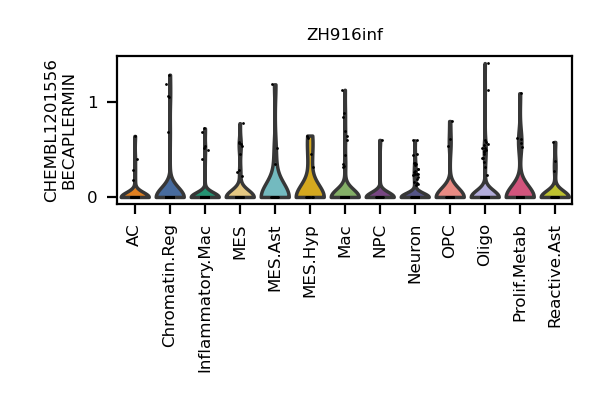 ZH916inf
CHEMBL1201556
BECAPLERMIN
1
0
AC
Chromatin.Reg
Inflammatory.Mac
MES
MES.Ast
MES.Hyp
Mac
NPC
Neuron
OPC
Oligo
Prolif.Metab
Reactive.Ast